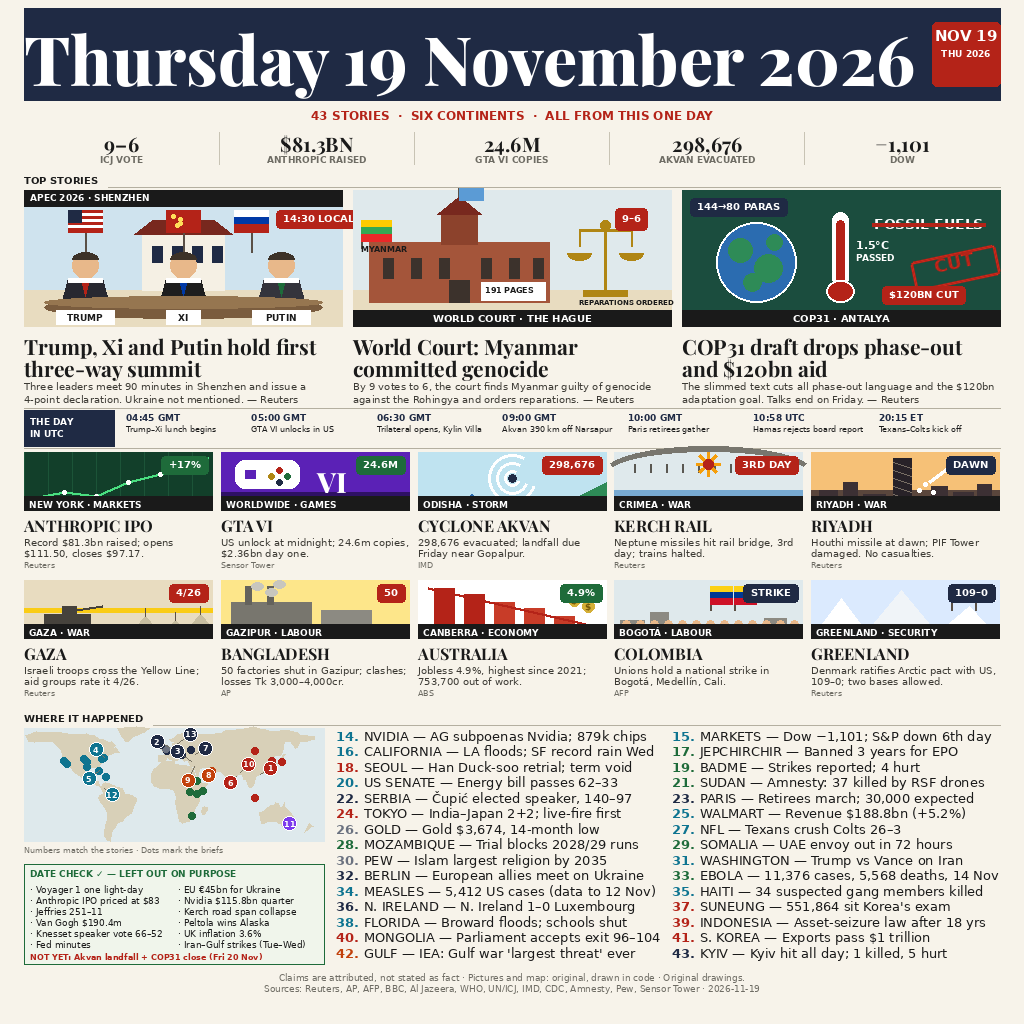 Thursday 19 November 2026
NOV 19
THU 2026
43 STORIES · SIX CONTINENTS · ALL FROM THIS ONE DAY
9–6
ICJ VOTE
$81.3BN
ANTHROPIC RAISED
24.6M
GTA VI COPIES
298,676
AKVAN EVACUATED
−1,101
DOW
TOP STORIES
APEC 2026 · SHENZHEN
14:30 LOCAL
TRUMP
XI
PUTIN
Trump, Xi and Putin hold first
three-way summit
Three leaders meet 90 minutes in Shenzhen and issue a
4-point declaration. Ukraine not mentioned. — Reuters
MYANMAR
9–6
191 PAGES
REPARATIONS ORDERED
WORLD COURT · THE HAGUE
World Court: Myanmar
committed genocide
By 9 votes to 6, the court finds Myanmar guilty of genocide
against the Rohingya and orders reparations. — Reuters
144→80 PARAS
FOSSIL FUELS
1.5°C
PASSED
CUT
$120BN CUT
COP31 · ANTALYA
COP31 draft drops phase-out
and $120bn aid
The slimmed text cuts all phase-out language and the $120bn
adaptation goal. Talks end on Friday. — Reuters
THE DAY
IN UTC
04:45 GMT
Trump–Xi lunch begins
05:00 GMT
GTA VI unlocks in US
06:30 GMT
Trilateral opens, Kylin Villa
09:00 GMT
Akvan 390 km off Narsapur
10:00 GMT
Paris retirees gather
10:58 UTC
Hamas rejects board report
20:15 ET
Texans–Colts kick off
+17%
NEW YORK · MARKETS
ANTHROPIC IPO
Record $81.3bn raised; opens
$111.50, closes $97.17.
Reuters
VI
24.6M
WORLDWIDE · GAMES
GTA VI
US unlock at midnight; 24.6m copies,
$2.36bn day one.
Sensor Tower
298,676
ODISHA · STORM
CYCLONE AKVAN
298,676 evacuated; landfall due
Friday near Gopalpur.
IMD
3RD DAY
CRIMEA · WAR
KERCH RAIL
Neptune missiles hit rail bridge, 3rd
day; trains halted.
Reuters
DAWN
RIYADH · WAR
RIYADH
Houthi missile at dawn; PIF Tower
damaged. No casualties.
Reuters
4/26
GAZA · WAR
GAZA
Israeli troops cross the Yellow Line;
aid groups rate it 4/26.
Reuters
50
GAZIPUR · LABOUR
BANGLADESH
50 factories shut in Gazipur; clashes;
losses Tk 3,000–4,000cr.
AP
4.9%
$
CANBERRA · ECONOMY
AUSTRALIA
Jobless 4.9%, highest since 2021;
753,700 out of work.
ABS
STRIKE
BOGOTÁ · LABOUR
COLOMBIA
Unions hold a national strike in
Bogotá, Medellín, Cali.
AFP
109–0
GREENLAND · SECURITY
GREENLAND
Denmark ratifies Arctic pact with US,
109–0; two bases allowed.
Reuters
WHERE IT HAPPENED
13
2
3
7
4
10
1
8
9
6
5
12
11
Numbers match the stories · Dots mark the briefs
DATE CHECK ✓ — LEFT OUT ON PURPOSE
· Voyager 1 one light-day
· Anthropic IPO priced at $83
· Jeffries 251–11
· Van Gogh $190.4m
· Knesset speaker vote 66–52
· Fed minutes
· EU €45bn for Ukraine
· Nvidia $115.8bn quarter
· Kerch road span collapse
· Peltola wins Alaska
· UK inflation 3.6%
· Iran–Gulf strikes (Tue–Wed)
NOT YET: Akvan landfall + COP31 close (Fri 20 Nov)
14. NVIDIA — AG subpoenas Nvidia; 879k chips
15. MARKETS — Dow −1,101; S&P down 6th day
16. CALIFORNIA — LA floods; SF record rain Wed
17. JEPCHIRCHIR — Banned 3 years for EPO
18. SEOUL — Han Duck-soo retrial; term void
19. BADME — Strikes reported; 4 hurt
20. US SENATE — Energy bill passes 62–33
21. SUDAN — Amnesty: 37 killed by RSF drones
22. SERBIA — Čupić elected speaker, 140–97
23. PARIS — Retirees march; 30,000 expected
24. TOKYO — India–Japan 2+2; live-fire first
25. WALMART — Revenue $188.8bn (+5.2%)
26. GOLD — Gold $3,674, 14-month low
27. NFL — Texans crush Colts 26–3
28. MOZAMBIQUE — Trial blocks 2028/29 runs
29. SOMALIA — UAE envoy out in 72 hours
30. PEW — Islam largest religion by 2035
31. WASHINGTON — Trump vs Vance on Iran
32. BERLIN — European allies meet on Ukraine
33. EBOLA — 11,376 cases, 5,568 deaths, 14 Nov
34. MEASLES — 5,412 US cases (data to 12 Nov)
35. HAITI — 34 suspected gang members killed
36. N. IRELAND — N. Ireland 1–0 Luxembourg
37. SUNEUNG — 551,864 sit Korea's exam
38. FLORIDA — Broward floods; schools shut
39. INDONESIA — Asset-seizure law after 18 yrs
40. MONGOLIA — Parliament accepts exit 96–104
41. S. KOREA — Exports pass $1 trillion
42. GULF — IEA: Gulf war 'largest threat' ever
43. KYIV — Kyiv hit all day; 1 killed, 5 hurt
Claims are attributed, not stated as fact · Pictures and map: original, drawn in code · Original drawings.
Sources: Reuters, AP, AFP, BBC, Al Jazeera, WHO, UN/ICJ, IMD, CDC, Amnesty, Pew, Sensor Tower · 2026-11-19